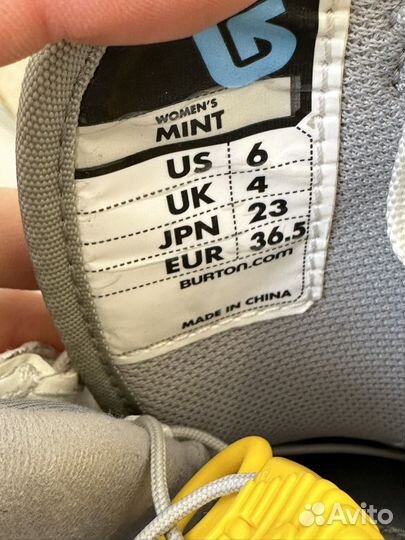 WOMEN'S
MINT
US 6
UK 4
JPN 23
EUR 36.5
BURTON.COM
MADE IN CHINA
Avito